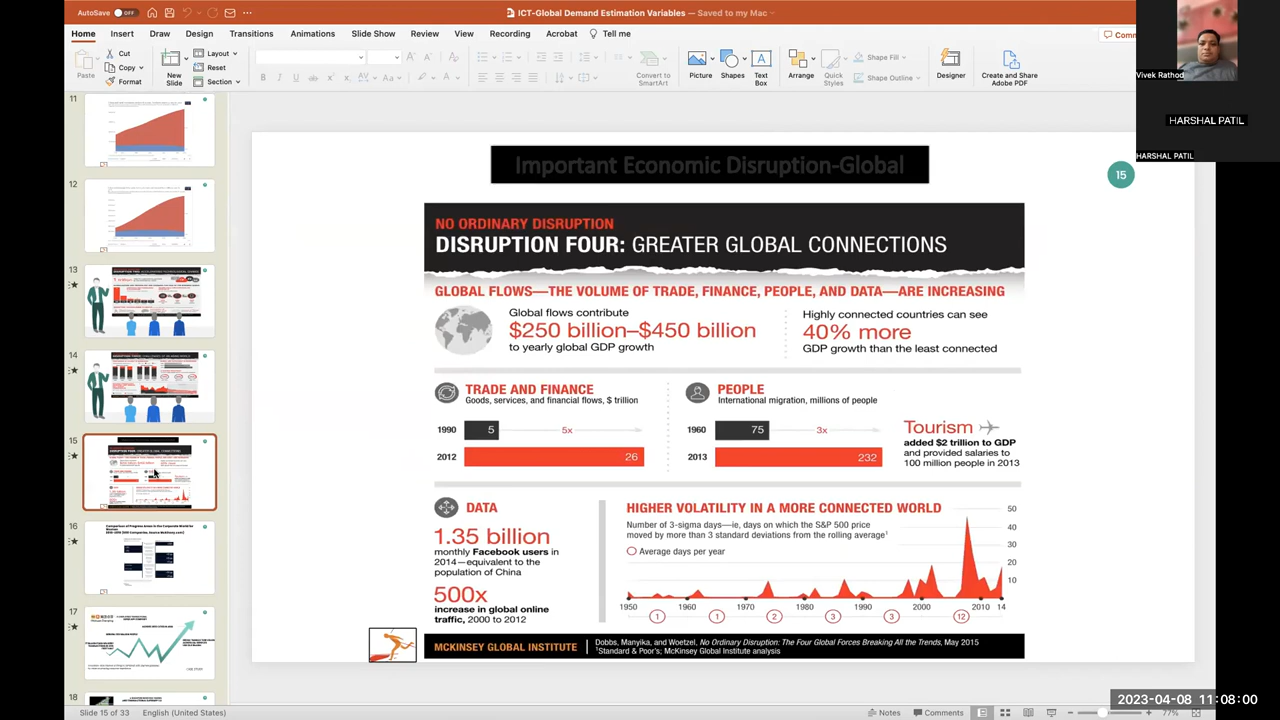 AutoSave OFF
ICT-Global Demand Estimation Variables — Saved to my Mac
Home Insert Draw Design Transitions Animations Slide Show Review View Recording Acrobat Tell me
Comm
Paste
Cut
Copy
Format
New Slide
Layout
Reset
Section
Convert to SmartArt
Picture
Shapes
Text Box
Arrange
Quick Styles
Shape Fill
Shape Outline
Designer
Create and Share Adobe PDF
Vivek Rathod
HARSHAL PATIL
HARSHAL PATIL
11
12
13
14
15
16
17
18
Important Economic Disruption-Global
15
NO ORDINARY DISRUPTION
DISRUPTION FOUR: GREATER GLOBAL CONNECTIONS
GLOBAL FLOWS—THE VOLUME OF TRADE, FINANCE, PEOPLE, AND DATA—ARE INCREASING
Global flows contribute
$250 billion–$450 billion
to yearly global GDP growth
Highly connected countries can see
40% more
GDP growth than the least connected
TRADE AND FINANCE
Goods, services, and financial flows, $ trillion
1990 5 5x
2012 26
PEOPLE
International migration, millions of people
1960 75 3x
2013 232
Tourism
added $2 trillion to GDP
and provided salaries to
100 million people in 2013
DATA
1.35 billion
monthly Facebook users in
2014—equivalent to the
population of China
500x
increase in global online
traffic, 2000 to 2012
HIGHER VOLATILITY IN A MORE CONNECTED WORLD
Number of 3-sigma days—ie, days on which the S&P 500 price
moved by more than 3 standard deviations from the rolling average¹
Average days per year
50
40
30
20
10
1950 1960 1970 1980 1990 2000 2010 14
1 1 2 3 3 12
MCKINSEY GLOBAL INSTITUTE
Dobbs, Manyika, and Woetzel, No Ordinary Disruption: The Four Global Forces Breaking All the Trends, May 2015
¹Standard & Poor's; McKinsey Global Institute analysis
2023-04-08 11:08:00
Slide 15 of 33 English (United States)
Notes Comments 77%